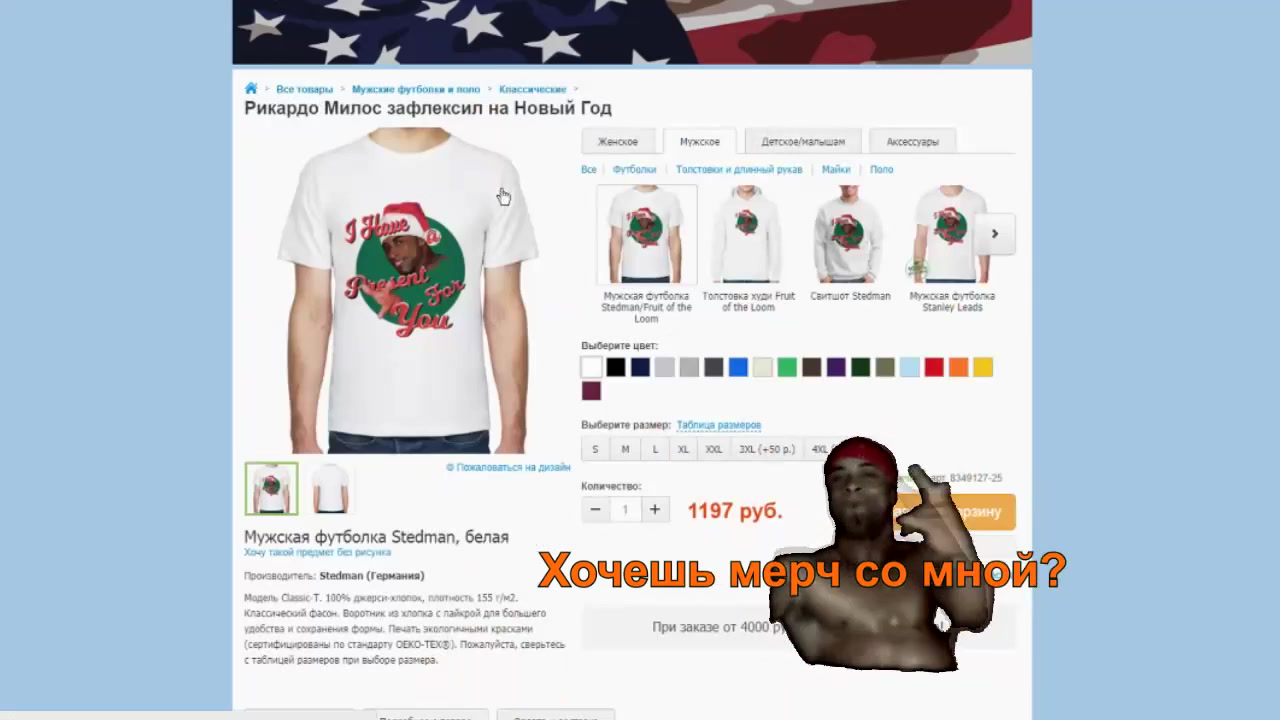 Все товары > Мужские футболки и поло > Классические >
Рикардо Милос зафлексил на Новый Год
Женское Мужское Детское/малышам Аксессуары
Все Футболки Толстовки и длинный рукав Майки Поло
I Have
a
Present
For
You
Мужская футболка
Stedman/Fruit of the
Loom
Толстовка худи Fruit
of the Loom
Свитшот Stedman
Мужская футболка
Stanley Leads
Выберите цвет:
Выберите размер: Таблица размеров
S M L XL XXL 3XL (+50 р.) 4XL
Пожаловаться на дизайн
арт. 8349127-25
Количество:
− 1 + 1197 руб.
корзину
Мужская футболка Stedman, белая
Хочу такой предмет без рисунка
Хочешь мерч со мной?
Производитель: Stedman (Германия)
Модель Classic-T. 100% джерси-хлопок, плотность 155 г/м2.
Классический фасон. Воротник из хлопка с лайкрой для большего
удобства и сохранения формы. Печать экологичными красками
(сертифицированы по стандарту OEKO-TEX®). Пожалуйста, сверьтесь
с таблицей размеров при выборе размера.
При заказе от 4000